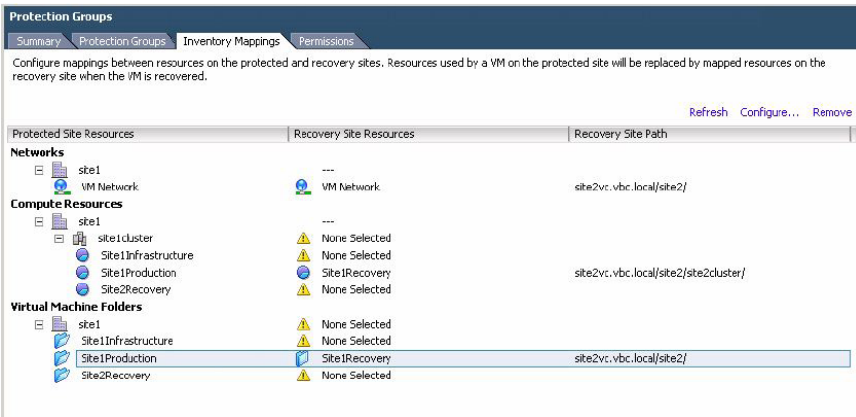 Protection Groups
Summary Protection Groups Inventory Mappings Permissions
Configure mappings between resources on the protected and recovery sites. Resources used by a VM on the protected site will be replaced by mapped resources on the
recovery site when the VM is recovered.
Refresh Configure... Remove
Protected Site Resources Recovery Site Resources Recovery Site Path
Networks
site1 ---
VM Network VM Network site2vc.vbc.local/site2/
Compute Resources
site1 ---
site1cluster None Selected
Site1Infrastructure None Selected
Site1Production Site1Recovery site2vc.vbc.local/site2/site2cluster/
Site2Recovery None Selected
Virtual Machine Folders
site1 None Selected
Site1Infrastructure None Selected
Site1Production Site1Recovery site2vc.vbc.local/site2/
Site2Recovery None Selected